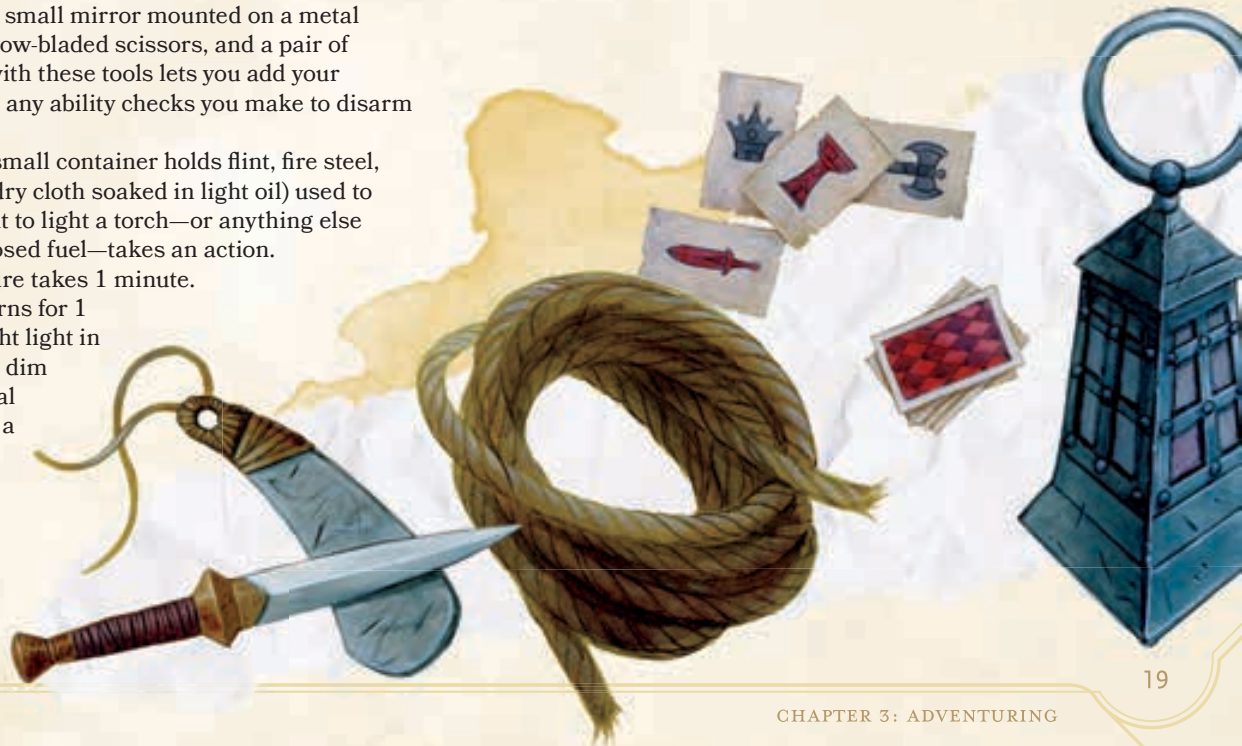 small mirror mounted on a metal
ow-bladed scissors, and a pair of
with these tools lets you add your
any ability checks you make to disarm
small container holds flint, fire steel,
dry cloth soaked in light oil) used to
t to light a torch—or anything else
osed fuel—takes an action.
re takes 1 minute.
rns for 1
ht light in
dim
al
a
19
CHAPTER 3: ADVENTURING